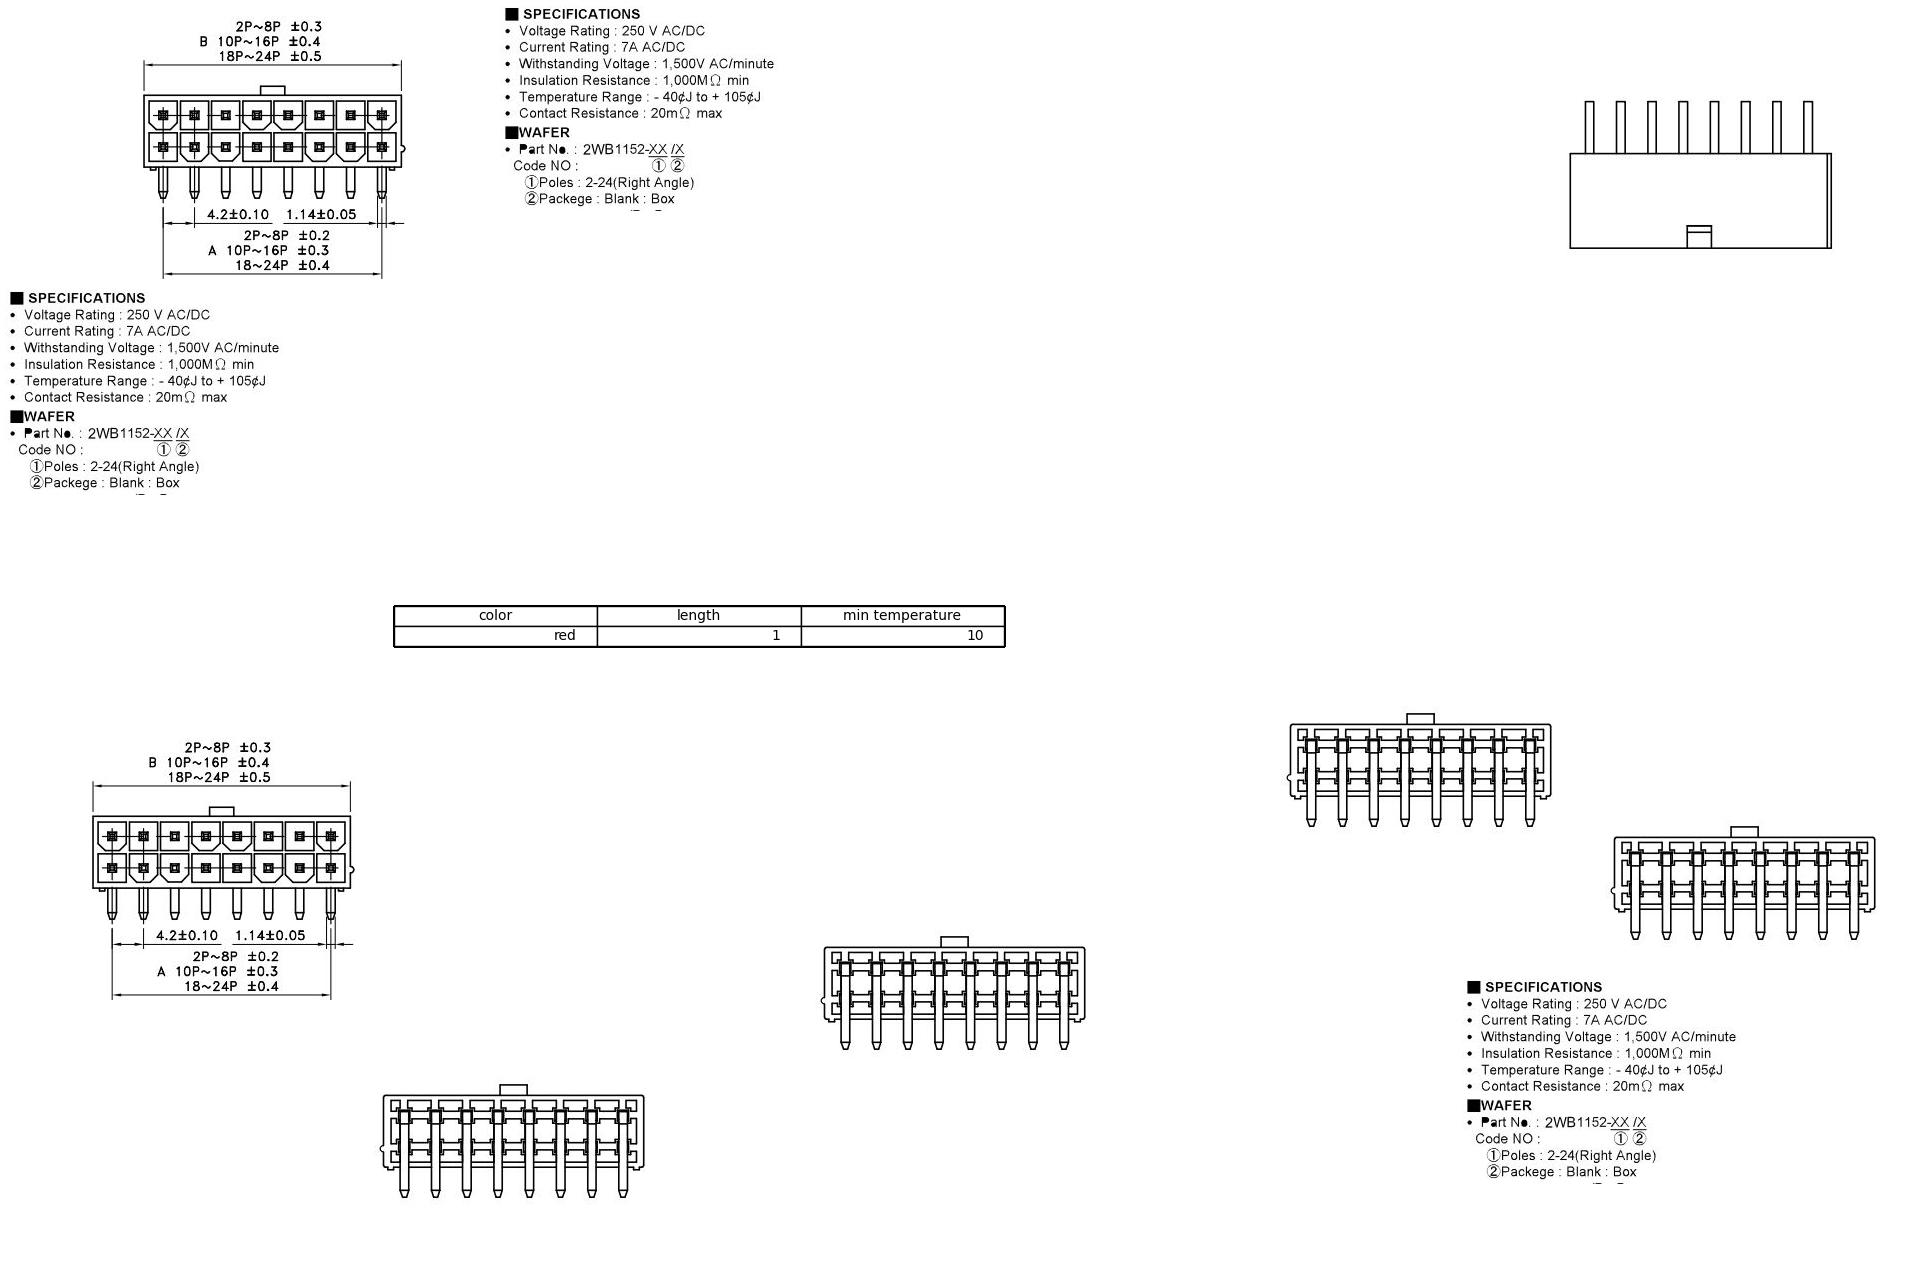 2P~8P ±0.3
B 10P~16P ±0.4
18P~24P ±0.5
4.2±0.10 1.14±0.05
2P~8P ±0.2
A 10P~16P ±0.3
18~24P ±0.4
■ SPECIFICATIONS
• Voltage Rating : 250 V AC/DC
• Current Rating : 7A AC/DC
• Withstanding Voltage : 1,500V AC/minute
• Insulation Resistance : 1,000MΩ min
• Temperature Range : - 40¢J to + 105¢J
• Contact Resistance : 20mΩ max
■WAFER
• Part No. : 2WB1152-XX /X
Code NO : ① ②
①Poles : 2-24(Right Angle)
②Packege : Blank : Box
■ SPECIFICATIONS
• Voltage Rating : 250 V AC/DC
• Current Rating : 7A AC/DC
• Withstanding Voltage : 1,500V AC/minute
• Insulation Resistance : 1,000MΩ min
• Temperature Range : - 40¢J to + 105¢J
• Contact Resistance : 20mΩ max
■WAFER
• Part No. : 2WB1152-XX /X
Code NO : ① ②
①Poles : 2-24(Right Angle)
②Packege : Blank : Box
color length min temperature
red 1 10
2P~8P ±0.3
B 10P~16P ±0.4
18P~24P ±0.5
4.2±0.10 1.14±0.05
2P~8P ±0.2
A 10P~16P ±0.3
18~24P ±0.4
■ SPECIFICATIONS
• Voltage Rating : 250 V AC/DC
• Current Rating : 7A AC/DC
• Withstanding Voltage : 1,500V AC/minute
• Insulation Resistance : 1,000MΩ min
• Temperature Range : - 40¢J to + 105¢J
• Contact Resistance : 20mΩ max
■WAFER
• Part No. : 2WB1152-XX /X
Code NO : ① ②
①Poles : 2-24(Right Angle)
②Packege : Blank : Box